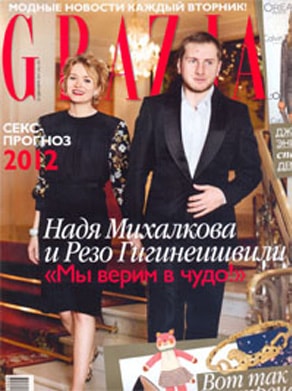 МОДНЫЕ НОВОСТИ КАЖДЫЙ ВТОРНИК!
GRAZIA
СЕКС-
ПРОГНОЗ
2012
Надя Михалкова
и Резо Гигинеишвили
«Мы верим в чудо!»
Вот так